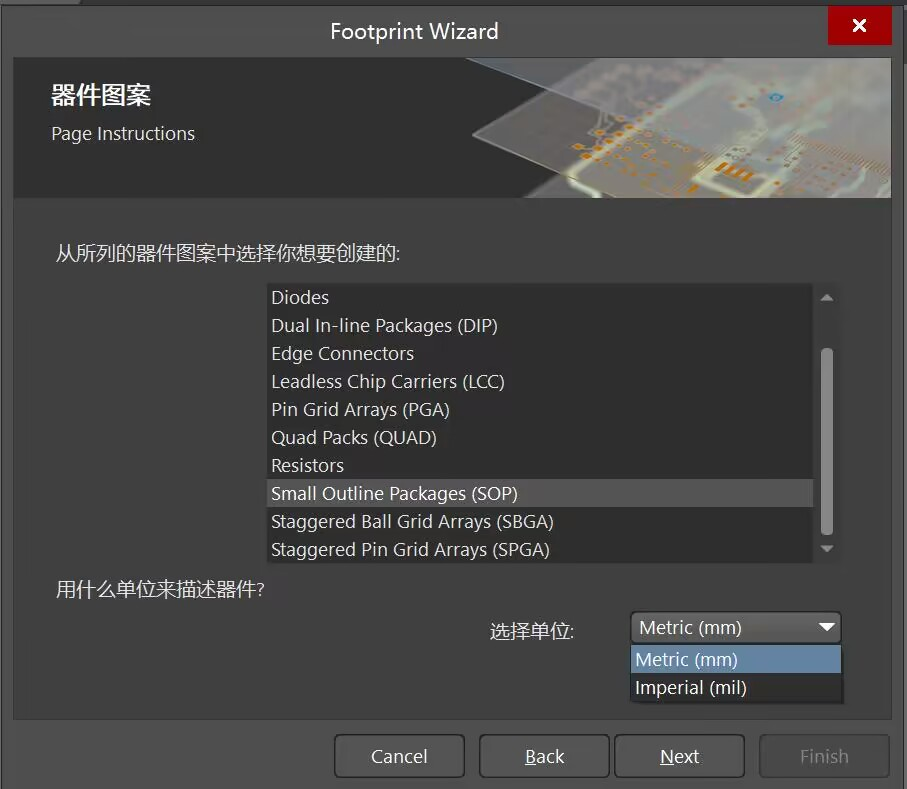 Footprint Wizard
器件图案
Page Instructions
从所列的器件图案中选择你想要创建的:
Diodes
Dual In-line Packages (DIP)
Edge Connectors
Leadless Chip Carriers (LCC)
Pin Grid Arrays (PGA)
Quad Packs (QUAD)
Resistors
Small Outline Packages (SOP)
Staggered Ball Grid Arrays (SBGA)
Staggered Pin Grid Arrays (SPGA)
用什么单位来描述器件?
选择单位: Metric (mm)
Metric (mm)
Imperial (mil)
Cancel Back Next Finish